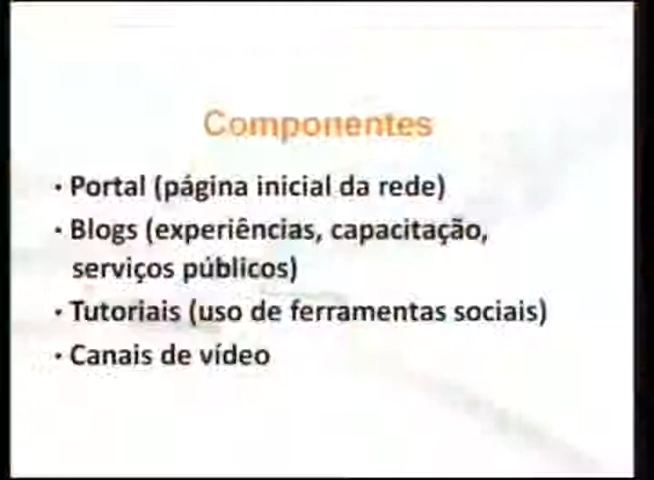 Componentes
• Portal (página inicial da rede)
• Blogs (experiências, capacitação,
serviços públicos)
• Tutoriais (uso de ferramentas sociais)
• Canais de vídeo